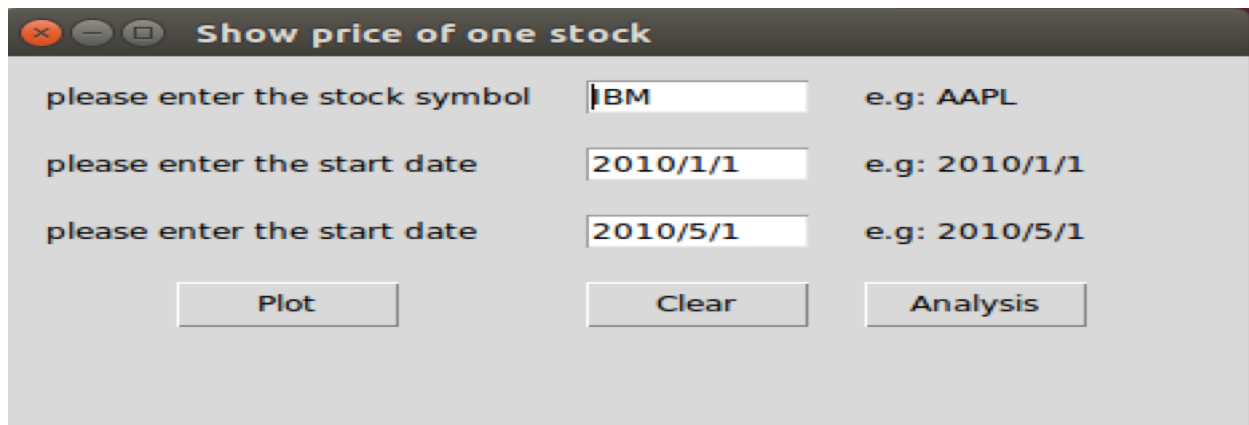 Show price of one stock
please enter the stock symbol IBM e.g: AAPL
please enter the start date 2010/1/1 e.g: 2010/1/1
please enter the start date 2010/5/1 e.g: 2010/5/1
Plot Clear Analysis